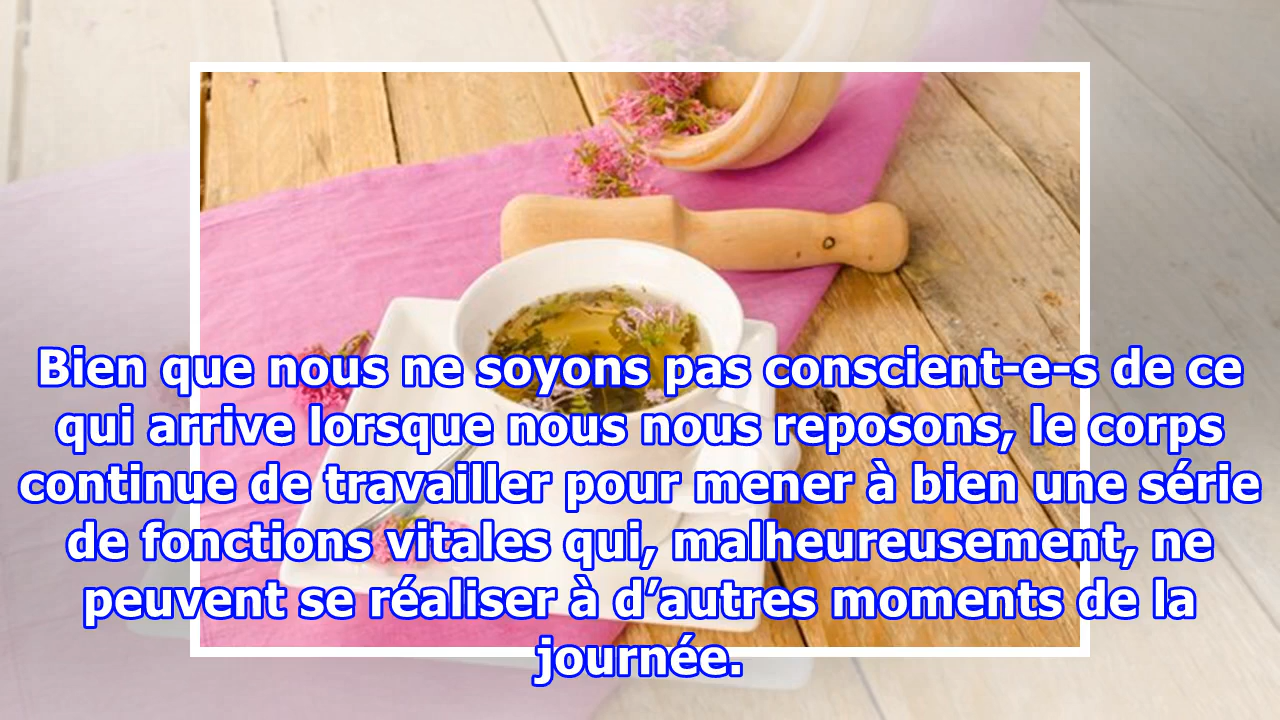 Bien que nous ne soyons pas conscient-e-s de ce
qui arrive lorsque nous nous reposons, le corps
continue de travailler pour mener à bien une série
de fonctions vitales qui, malheureusement, ne
peuvent se réaliser à d’autres moments de la
journée.